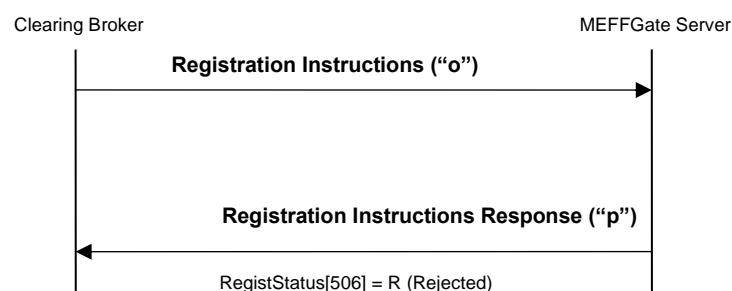 Clearing Broker
MEFFGate Server
Registration Instructions (“o”)
Registration Instructions Response (“p”)
RegistStatus[506] = R (Rejected)